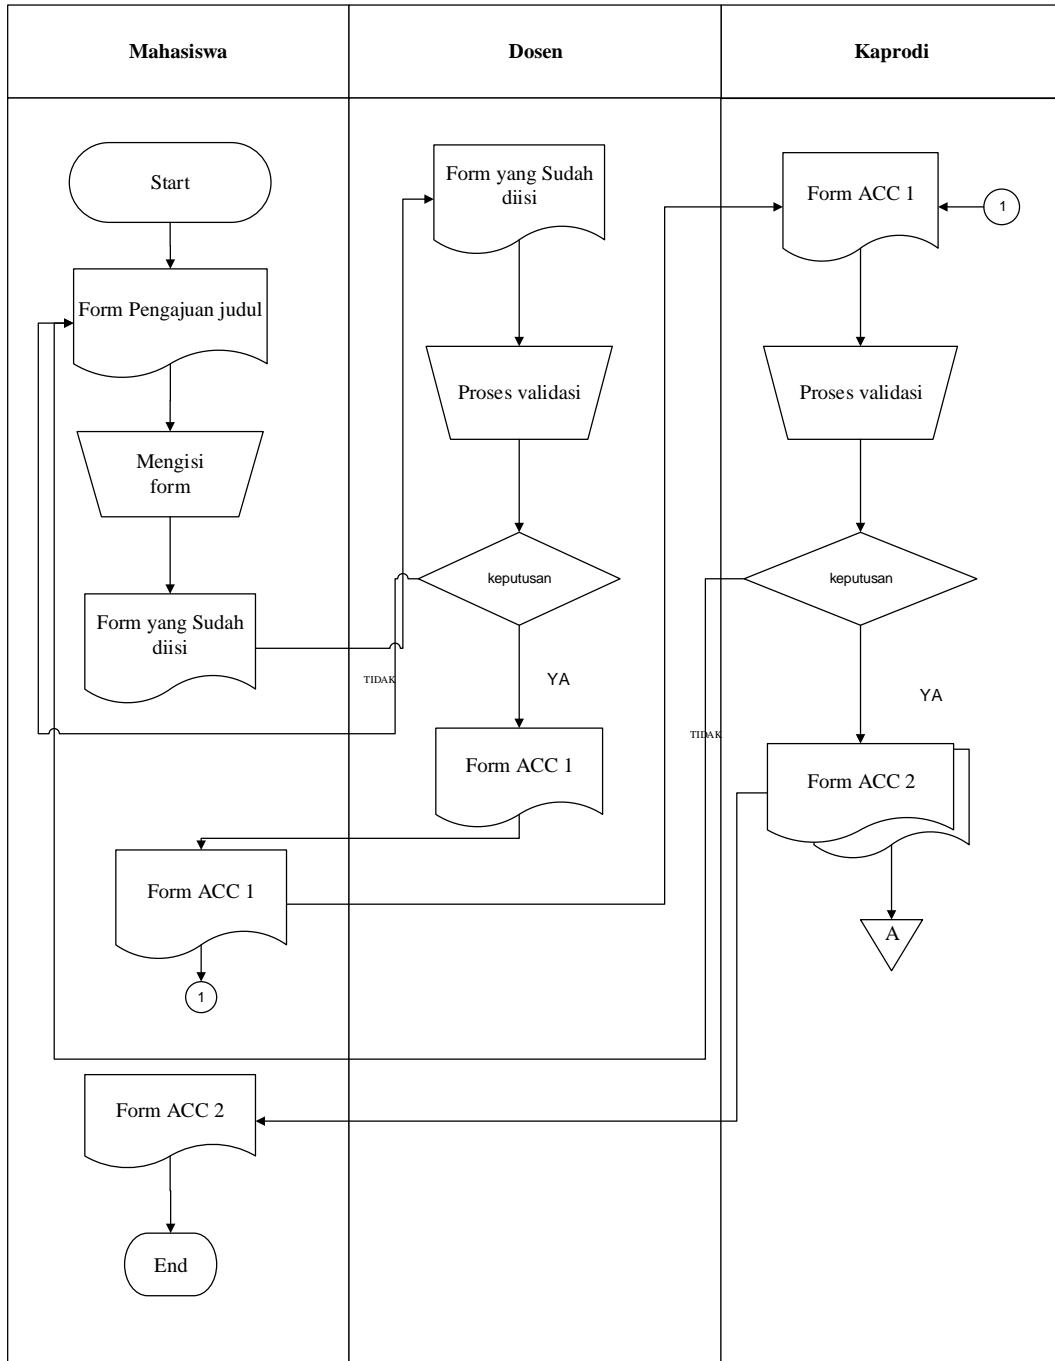 Mahasiswa
Dosen
Kaprodi
Start
Form Pengajuan judul
Mengisi
form
Form yang Sudah
diisi
Form ACC 1
1
Form ACC 2
End
Form yang Sudah
diisi
Proses validasi
keputusan
TIDAK
YA
Form ACC 1
Form ACC 1
1
Proses validasi
keputusan
TIDAK
YA
Form ACC 2
A